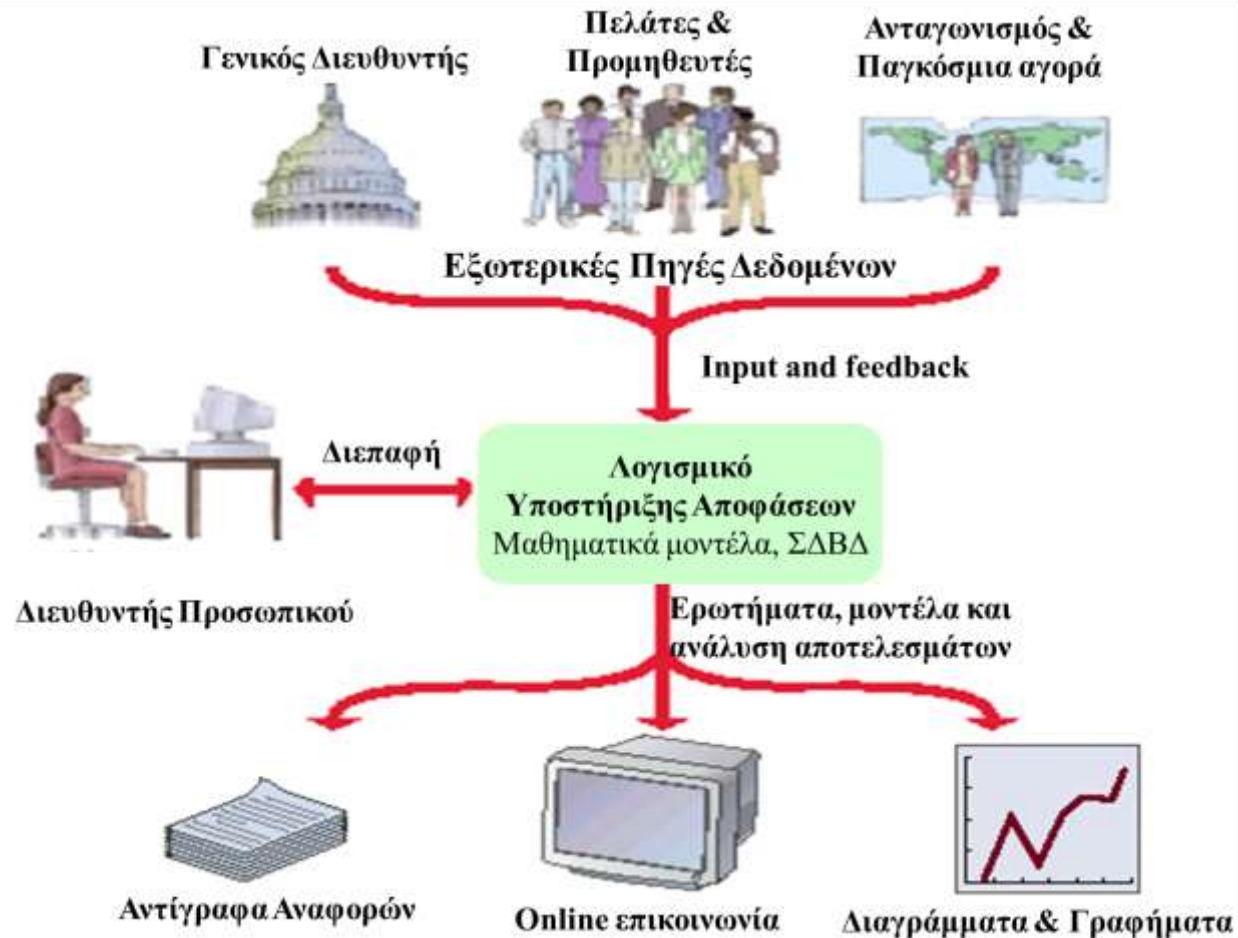 Γενικός Διευθυντής
Πελάτες &
Προμηθευτές
Ανταγωνισμός &
Παγκόσμια αγορά
Εξωτερικές Πηγές Δεδομένων
Input and feedback
Διεπαφή
Λογισμικό
Υποστήριξης Αποφάσεων
Μαθηματικά μοντέλα, ΣΔΒΔ
Διευθυντής Προσωπικού
Ερωτήματα, μοντέλα και
ανάλυση αποτελεσμάτων
Αντίγραφα Αναφορών
Online επικοινωνία
Διαγράμματα & Γραφήματα